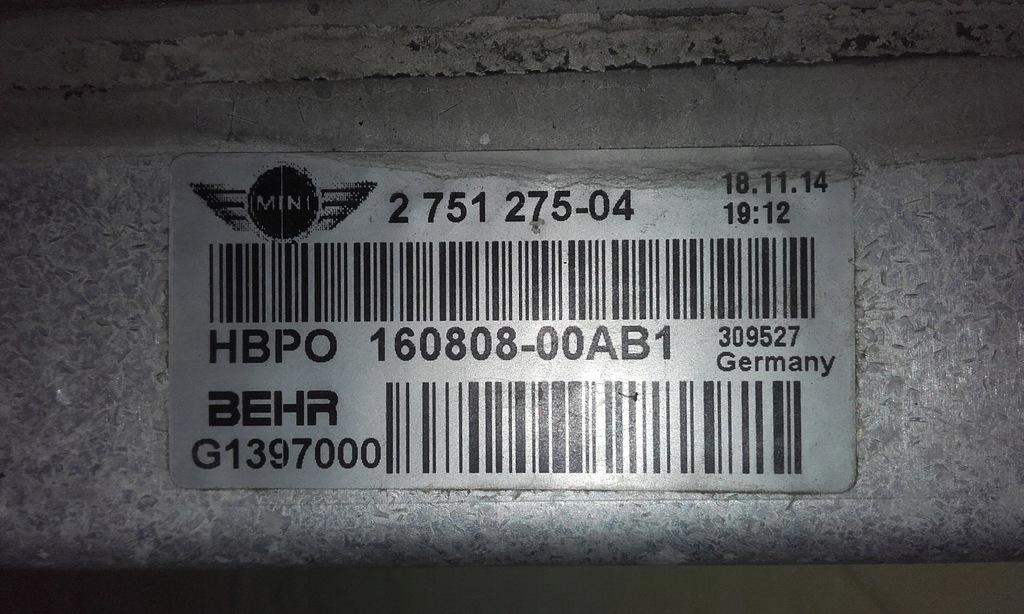 MINI
2 751 275-04
18.11.14
19:12
HBPO 160808-00AB1
309527
Germany
BEHR
G1397000